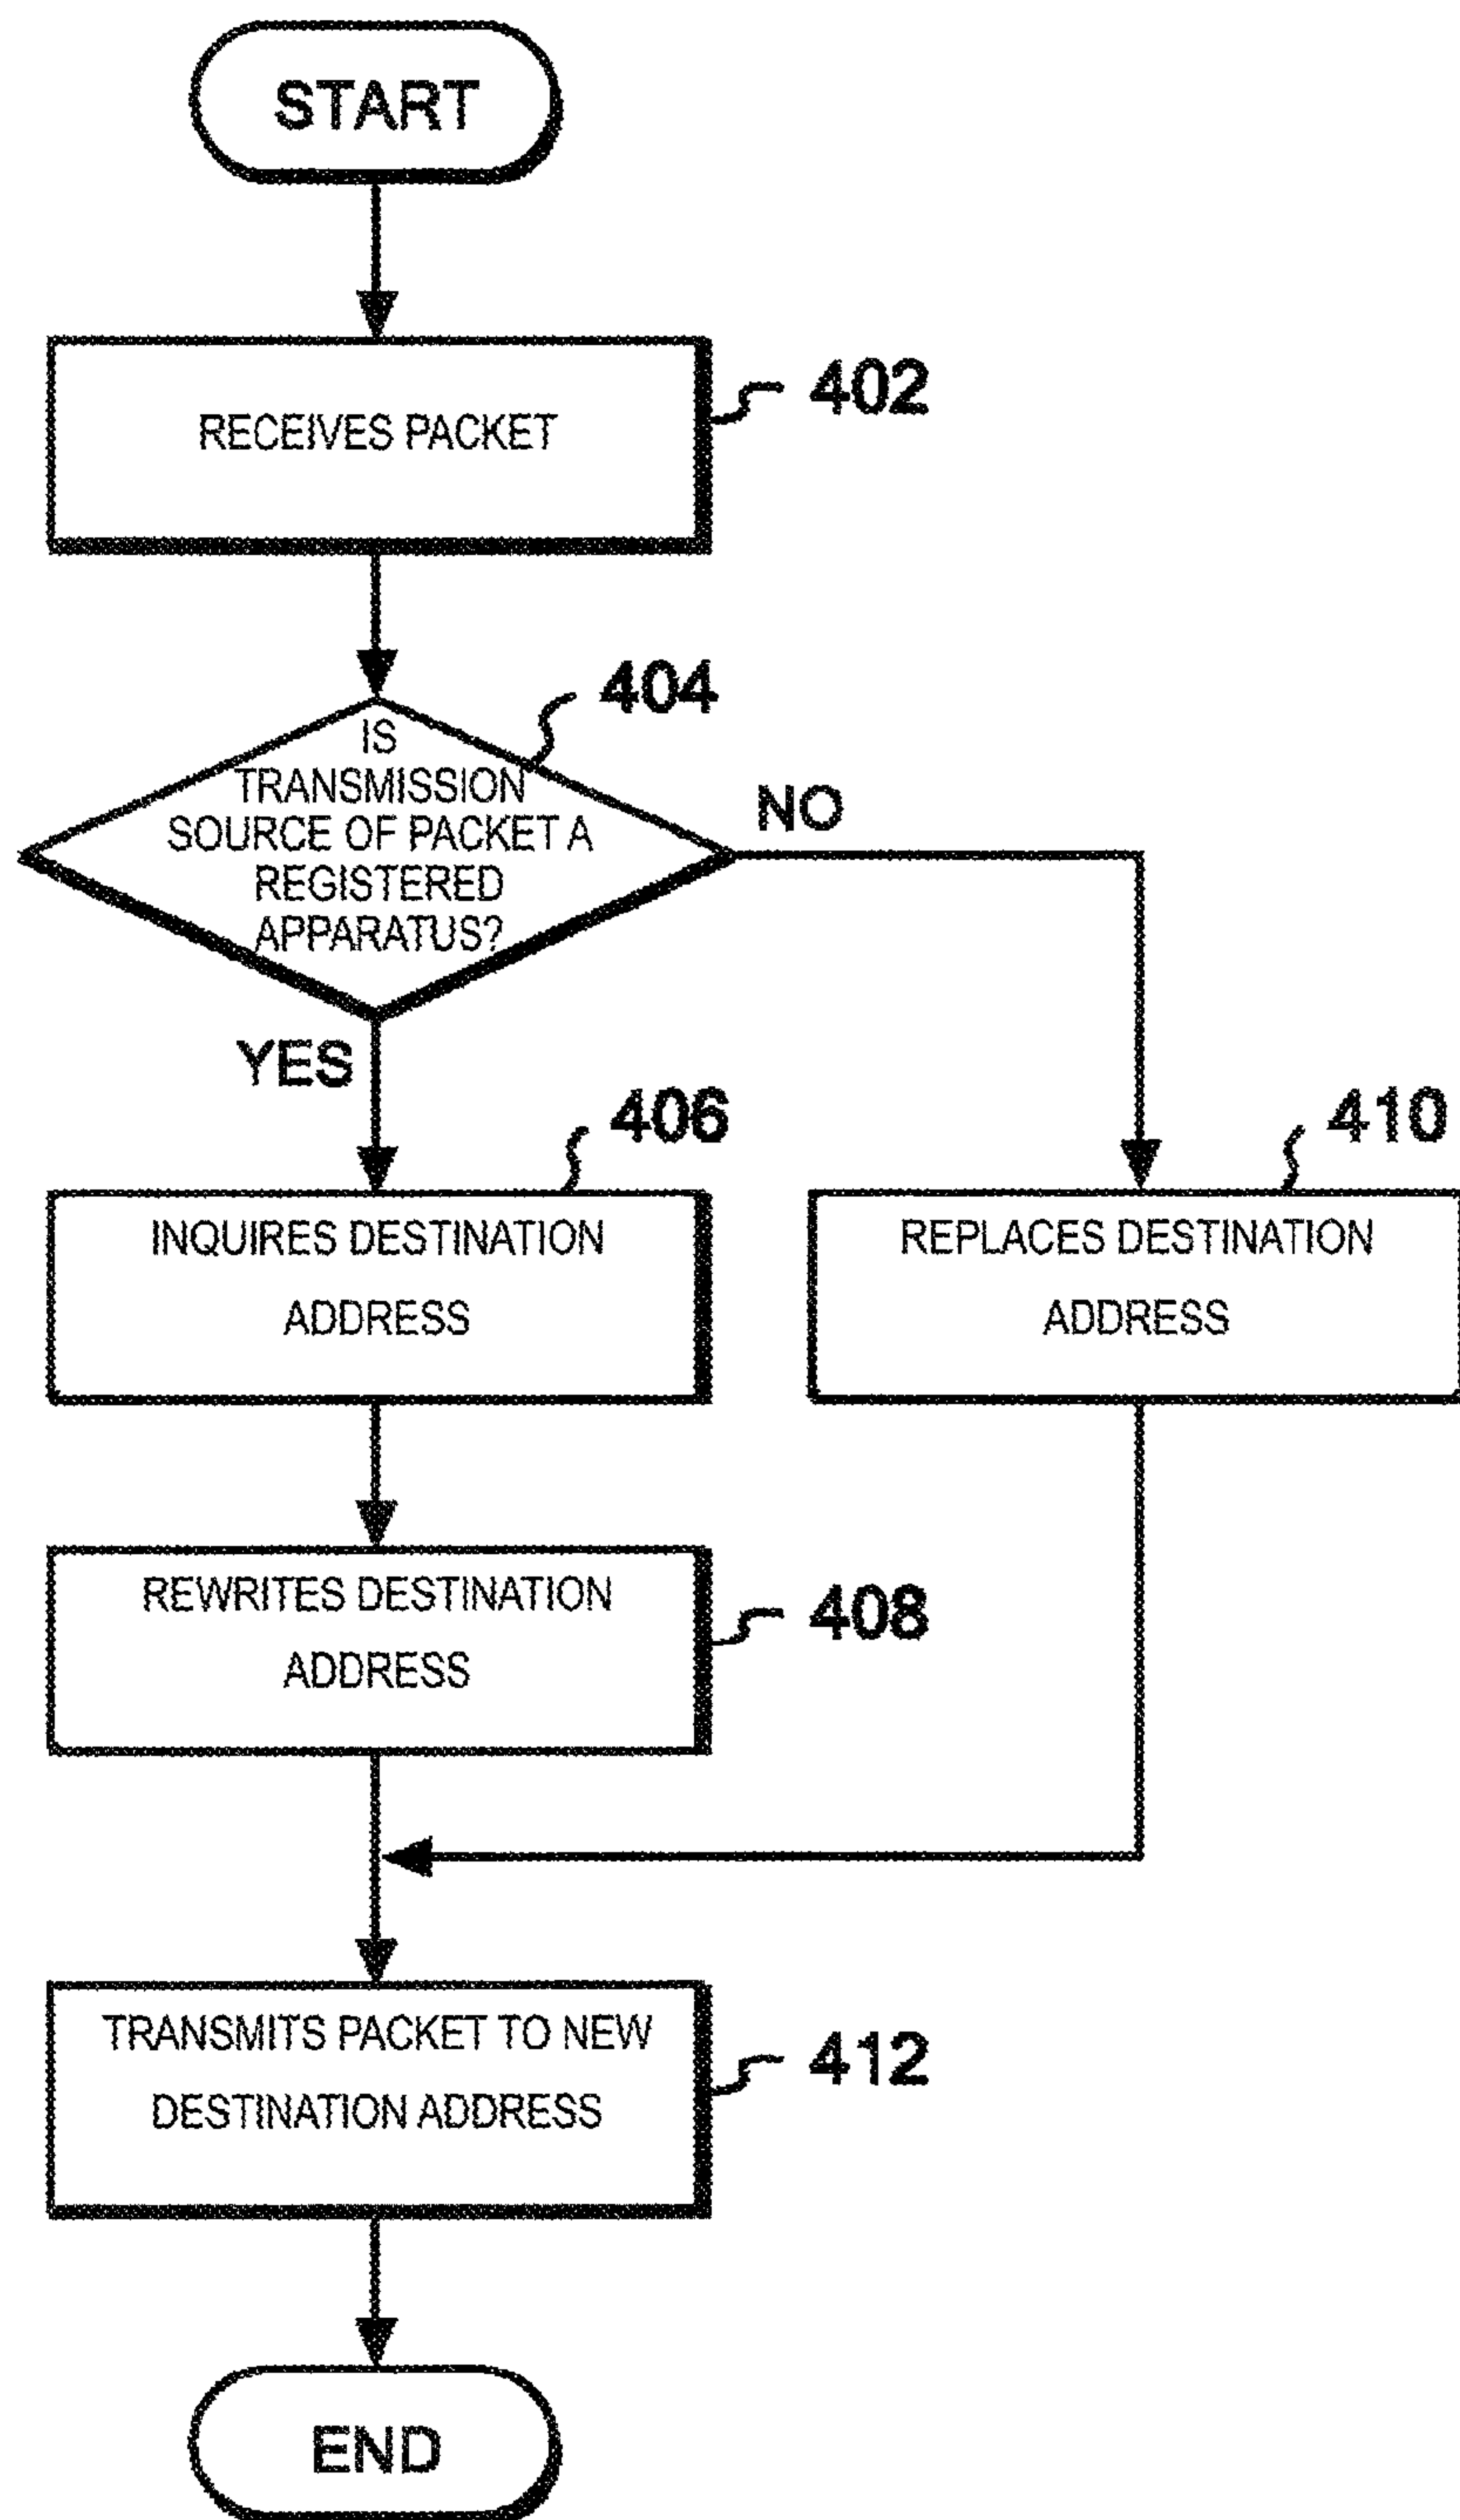 START
RECEIVES PACKET
402
404
IS
TRANSMISSION
SOURCE OF PACKET A
REGISTERED
APPARATUS?
NO
YES
406
INQUIRES DESTINATION
ADDRESS
410
REPLACES DESTINATION
ADDRESS
REWRITES DESTINATION
ADDRESS
408
TRANSMITS PACKET TO NEW
DESTINATION ADDRESS
412
END